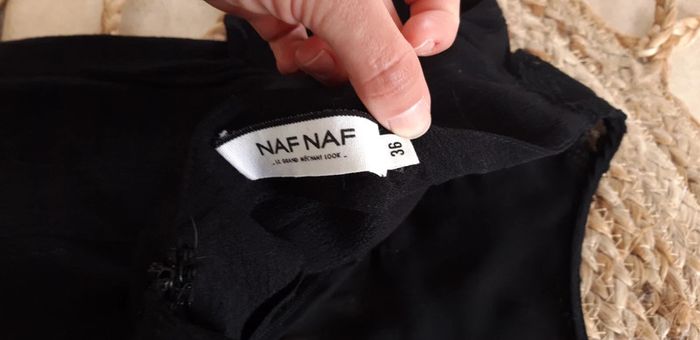 NAF NAF
- LE GRAND MÉCHANT LOOK -
36